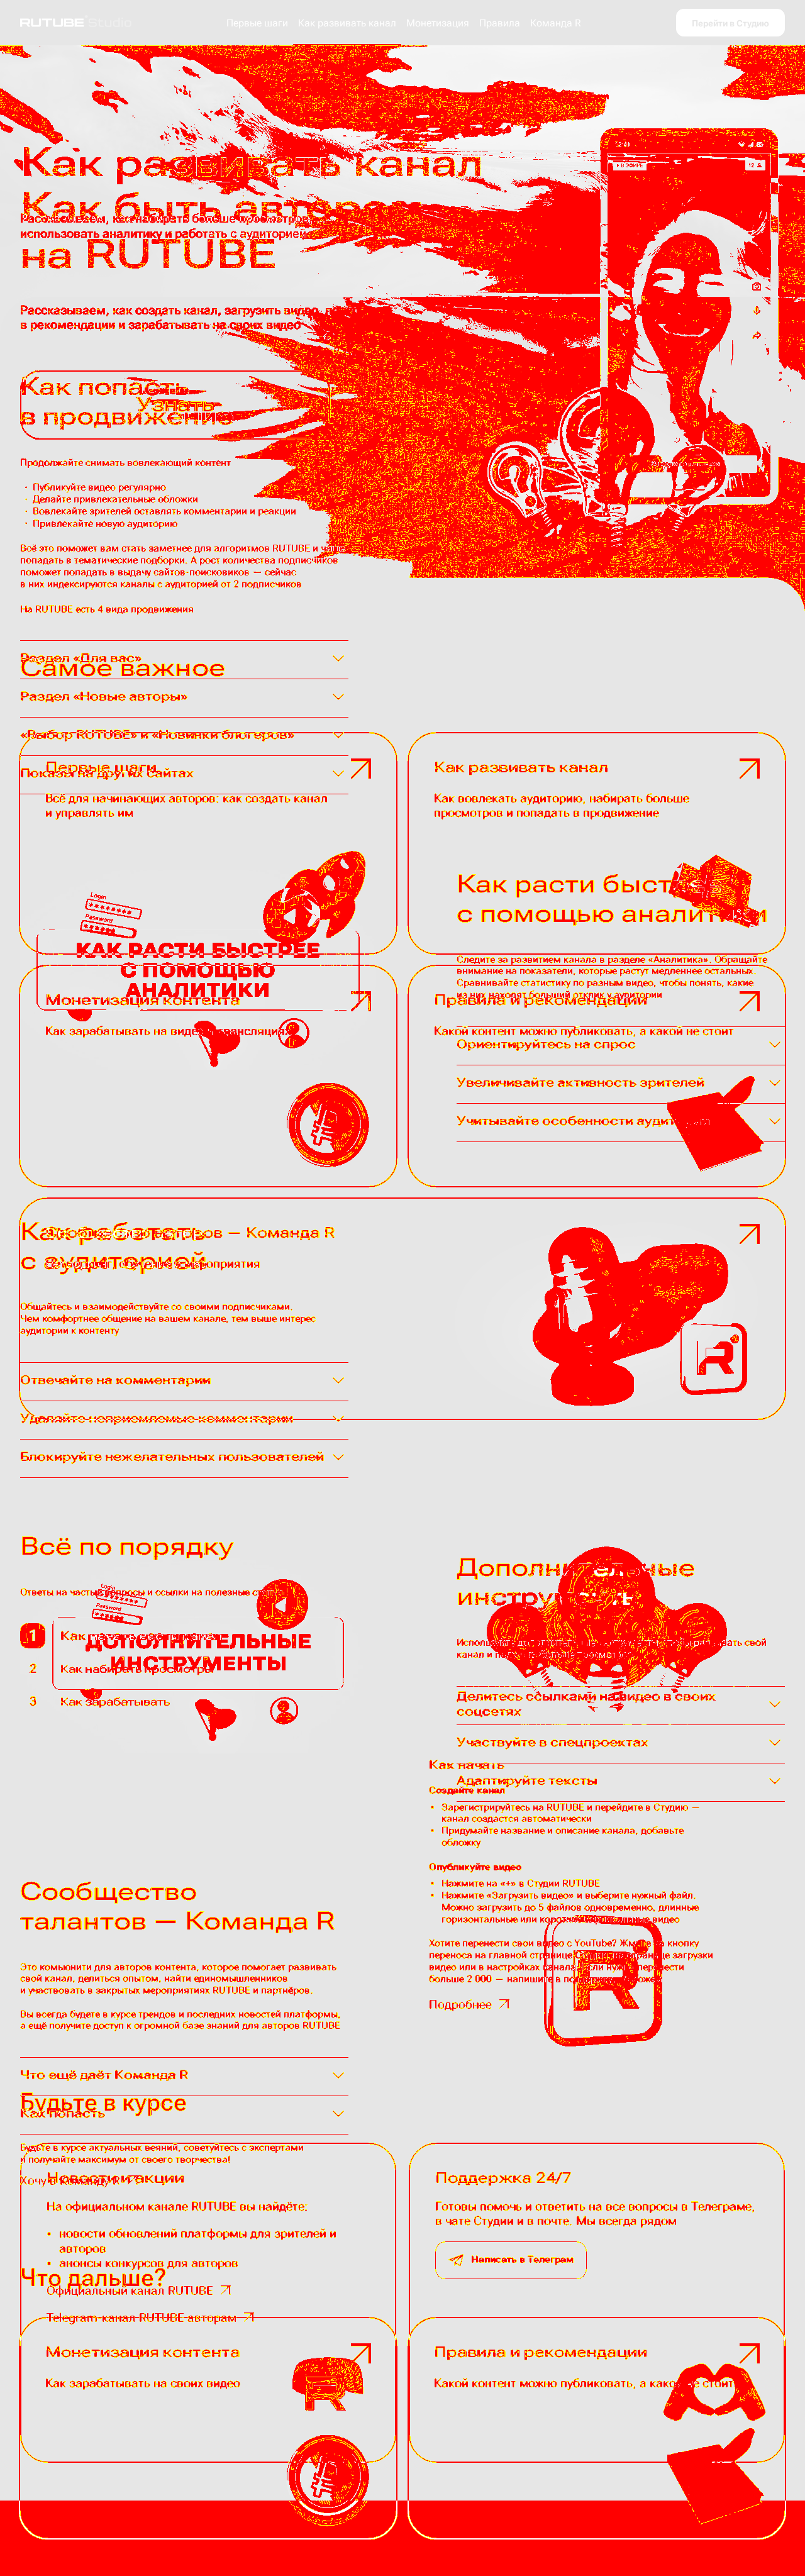 RUTUBE Studio
Первые шаги Как развивать канал Монетизация Правила Команда R
Перейти в Студию
Как развивать канал
Как быть автором
на RUTUBE
Рассказываем, как набирать больше просмотров,
использовать аналитику и работать с аудиторией
Рассказываем, как создать канал, загрузить видео,
в рекомендации и зарабатывать на своих видео
Как попасть
в продвижение
Узнать
Продолжайте снимать вовлекающий контент
• Публикуйте видео регулярно
• Делайте привлекательные обложки
• Вовлекайте зрителей оставлять комментарии и реакции
• Привлекайте новую аудиторию
Всё это поможет вам стать заметнее для алгоритмов RUTUBE и чаще
попадать в тематические подборки. А рост количества подписчиков
поможет попадать в выдачу сайтов-поисковиков — сейчас
в них индексируются каналы с аудиторией от 2 подписчиков
На RUTUBE есть 4 вида продвижения
Раздел «Для вас»
Самое важное
Раздел «Новые авторы»
«Выбор RUTUBE» и «Новинки блогеров»
Показы на других сайтах
Первые шаги
Всё для начинающих авторов: как создать канал
и управлять им
Как развивать канал
Как вовлекать аудиторию, набирать больше
просмотров и попадать в продвижение
Как расти быстрее
с помощью аналитики
Login
Password
КАК РАСТИ БЫСТРЕЕ
С ПОМОЩЬЮ
АНАЛИТИКИ
Следите за развитием канала в разделе «Аналитика». Обращайте
внимание на показатели, которые растут медленнее остальных.
Сравнивайте статистику по разным видео, чтобы понять, какие
из них находят больший отклик у аудитории
Монетизация контента
Как зарабатывать на видео и трансляциях
Правила и рекомендации
Какой контент можно публиковать, а какой не стоит
Ориентируйтесь на спрос
Увеличивайте активность зрителей
Учитывайте особенности аудитории
Как работать
с аудиторией
Сообщество авторов — Команда R
мероприятия
Общайтесь и взаимодействуйте со своими подписчиками.
Чем комфортнее общение на вашем канале, тем выше интерес
аудитории к контенту
Отвечайте на комментарии
Удаляйте неприемлемые комментарии
Блокируйте нежелательных пользователей
Всё по порядку
Ответы на частые вопросы и ссылки на полезные
Login
Password
1
2 Как набирать просмотры
3 Как зарабатывать
ДОПОЛНИТЕЛЬНЫЕ
ИНСТРУМЕНТЫ
Дополнительные
инструменты
Делитесь ссылками на видео в своих
соцсетях
Участвуйте в спецпроектах
Адаптируйте тексты
Как начать
Создайте канал
• Зарегистрируйтесь на RUTUBE и перейдите в Студию —
канал создастся автоматически
• Придумайте название и описание канала, добавьте
обложку
Опубликуйте видео
• Нажмите на «+» в Студии RUTUBE
• Нажмите «Загрузить видео» и выберите нужный файл.
Можно загрузить до 5 файлов одновременно, длинные
горизонтальные или короткие вертикальные видео
Хотите перенести свои видео с YouTube? Жмите на кнопку
переноса на главной странице
видео или в настройках канала. Если нужно перенести
больше 2 000 — напишите в поддержку
Подробнее
Сообщество
талантов — Команда R
Это комьюнити для авторов контента, которое помогает развивать
свой канал, делиться опытом, найти единомышленников
и участвовать в закрытых мероприятиях RUTUBE и партнёров.
Вы всегда будете в курсе трендов и последних новостей платформы,
а ещё получите доступ к огромной базе знаний для авторов RUTUBE
Что ещё даёт Команда R
Будьте в курсе
Как попасть
Будьте в курсе актуальных веяний, советуйтесь с экспертами
и получайте максимум от своего творчества!
Хочу в Команду R
Новости и акции
На официальном канале RUTUBE вы найдёте:
• новости обновлений платформы для зрителей и
авторов
• анонсы конкурсов для авторов
Что дальше?
Официальный канал RUTUBE
Telegram-канал RUTUBE авторам
Поддержка 24/7
Готовы помочь и ответить на все вопросы в Телеграме,
в чате Студии и в почте. Мы всегда рядом
Написать в Телеграм
Монетизация контента
Как зарабатывать на своих видео
Правила и рекомендации
Какой контент можно публиковать, а какой не стоит